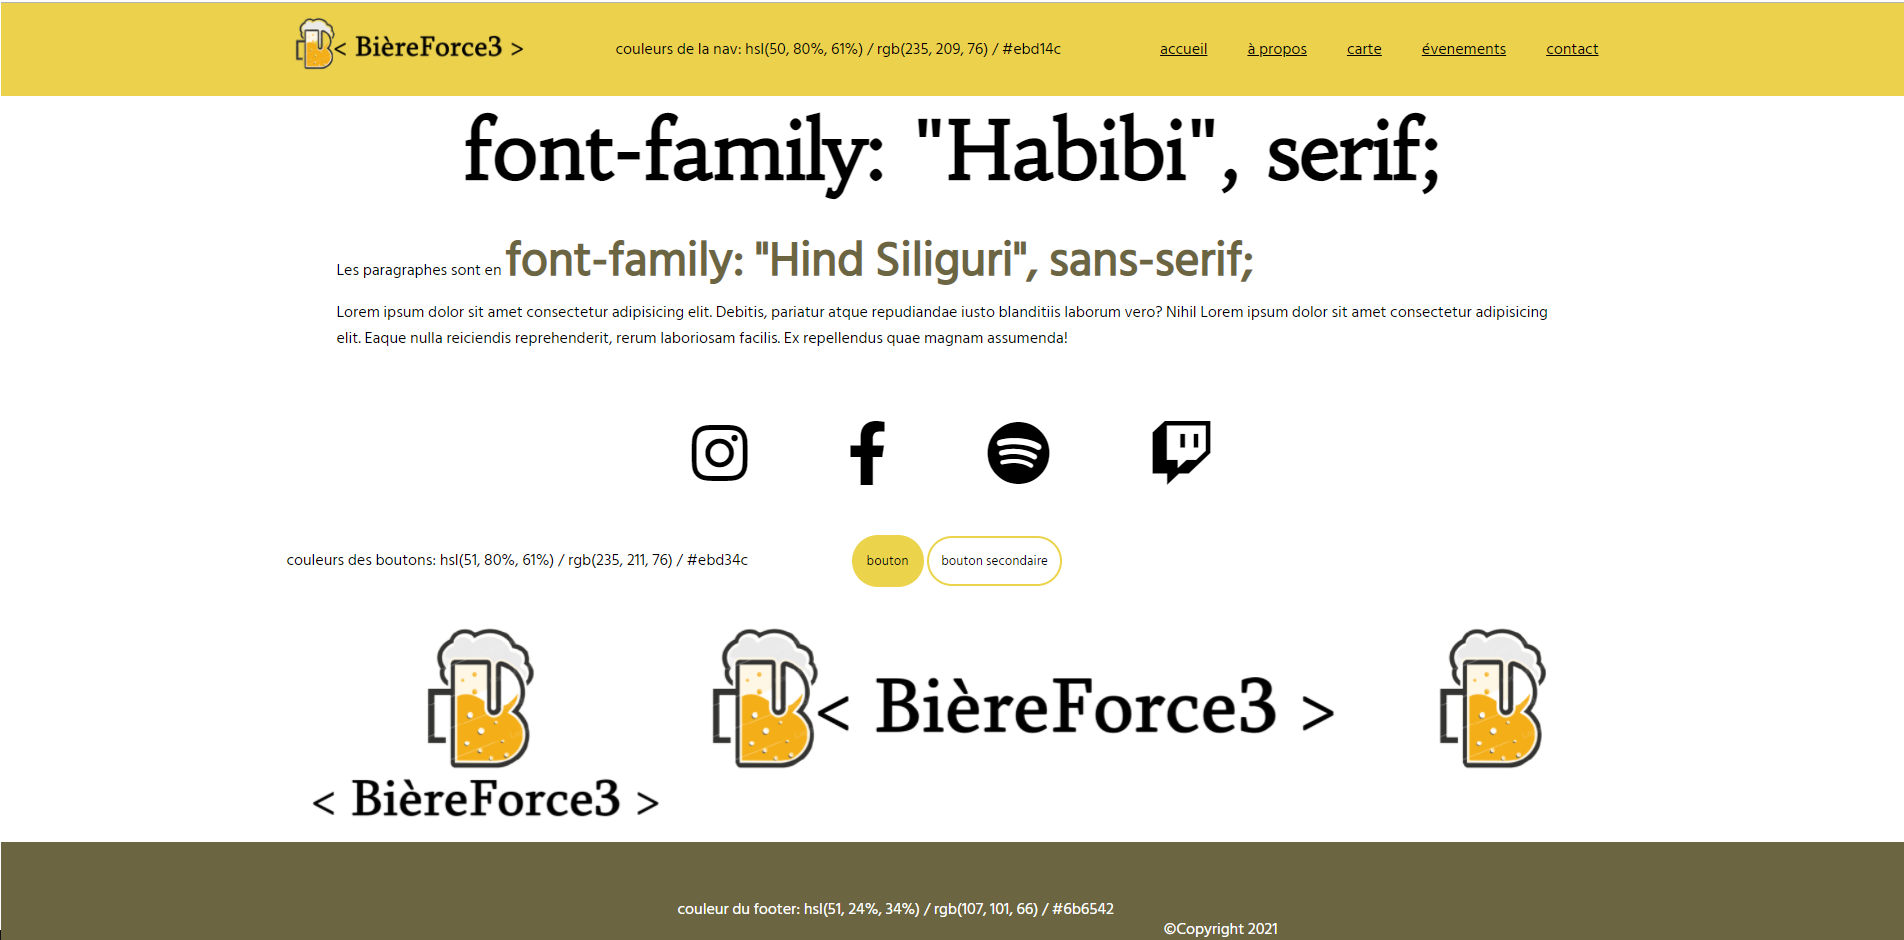 < BièreForce3 >
couleurs de la nav: hsl(50, 80%, 61%) / rgb(235, 209, 76) / #ebd14c
accueil
à propos
carte
évenements
contact
font-family: "Habibi", serif;
Les paragraphes sont en font-family: "Hind Siliguri", sans-serif;
Lorem ipsum dolor sit amet consectetur adipisicing elit. Debitis, pariatur atque repudiandae iusto blanditiis laborum vero? Nihil Lorem ipsum dolor sit amet consectetur adipisicing
elit. Eaque nulla reiciendis reprehenderit, rerum laboriosam facilis. Ex repellendus quae magnam assumenda!
couleurs des boutons: hsl(51, 80%, 61%) / rgb(235, 211, 76) / #ebd34c
bouton
bouton secondaire
< BièreForce3 >
< BièreForce3 >
couleur du footer: hsl(51, 24%, 34%) / rgb(107, 101, 66) / #6b6542
©Copyright 2021